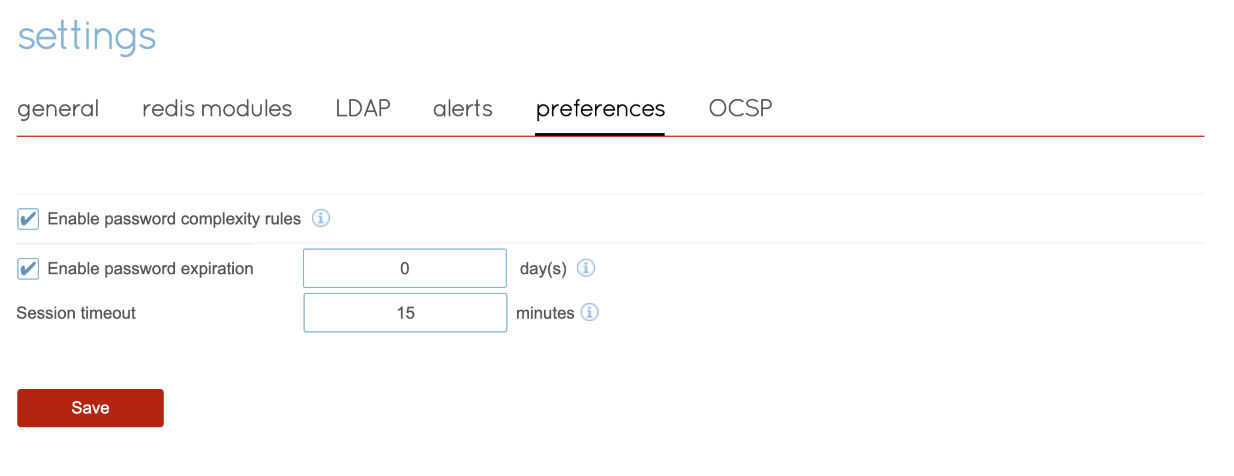 settings
general redis modules LDAP alerts preferences OCSP
Enable password complexity rules i
Enable password expiration 0 day(s) i
Session timeout 15 minutes i
Save